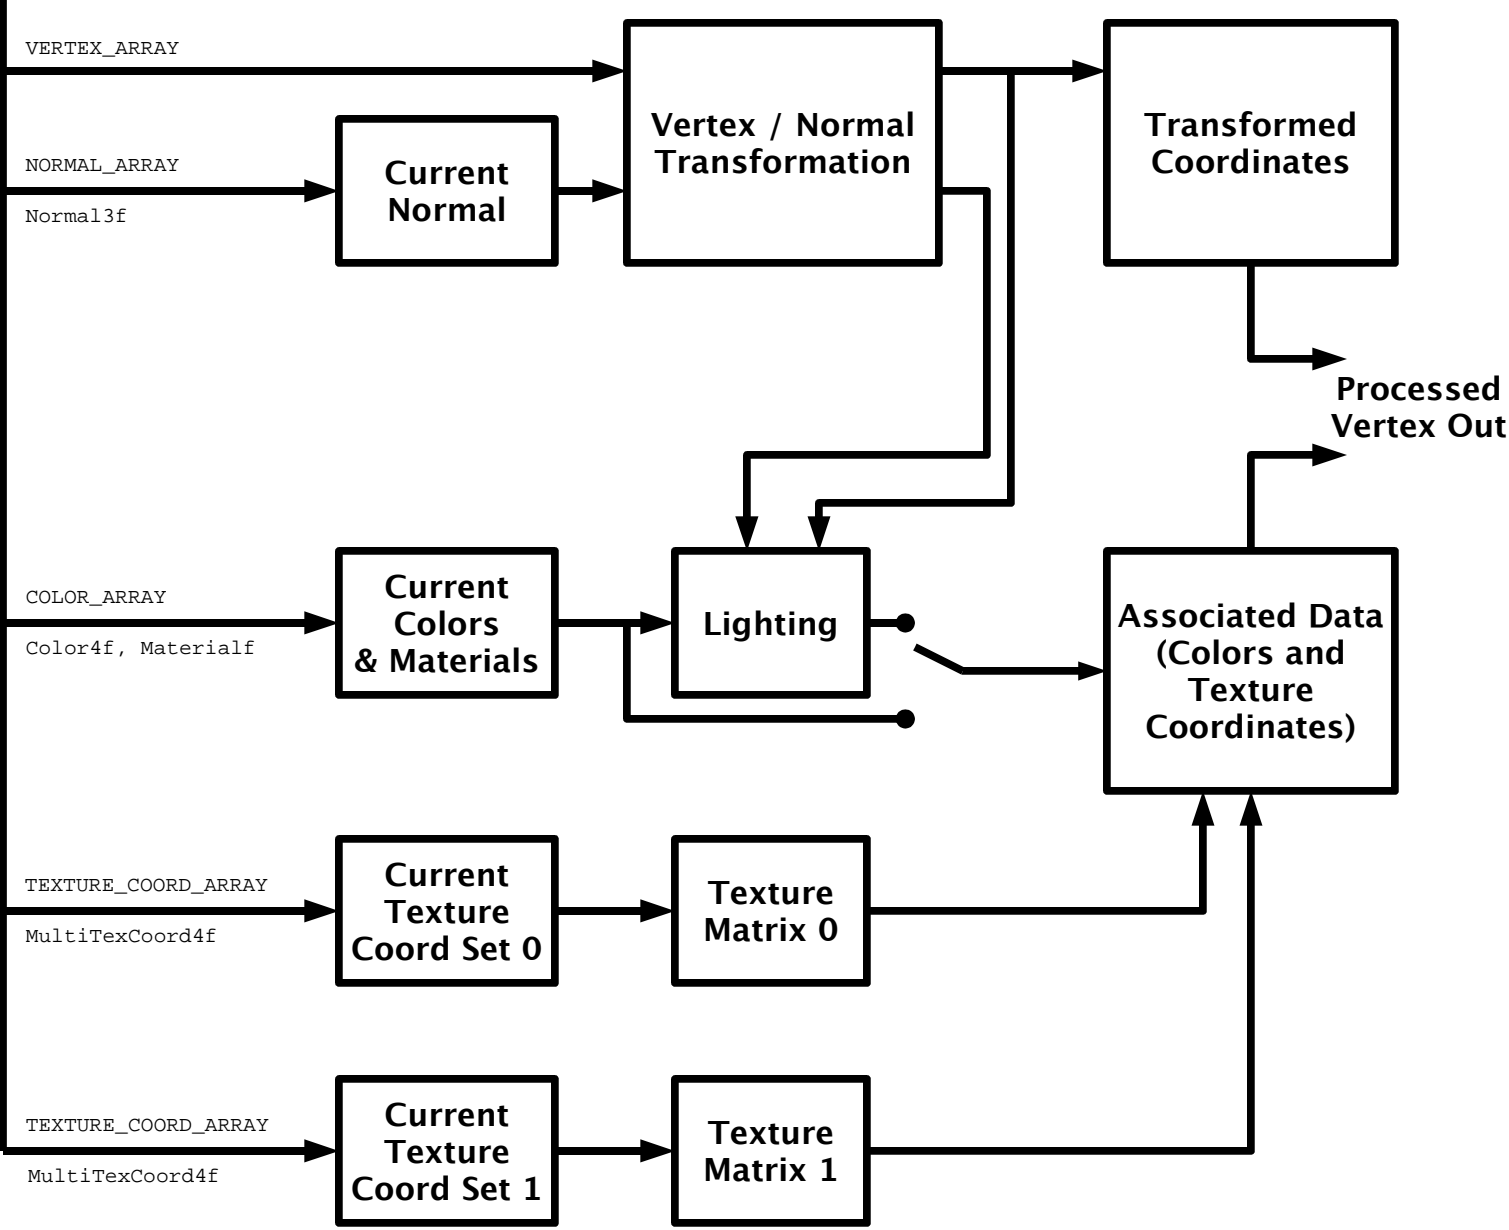 VERTEX_ARRAY
Vertex / Normal
Transformation
Transformed
Coordinates
NORMAL_ARRAY
Normal3f
Current
Normal
Processed
Vertex Out
COLOR_ARRAY
Color4f, Materialf
Current
Colors
& Materials
Lighting
Associated Data
(Colors and
Texture
Coordinates)
TEXTURE_COORD_ARRAY
MultiTexCoord4f
Current
Texture
Coord Set 0
Texture
Matrix 0
TEXTURE_COORD_ARRAY
MultiTexCoord4f
Current
Texture
Coord Set 1
Texture
Matrix 1